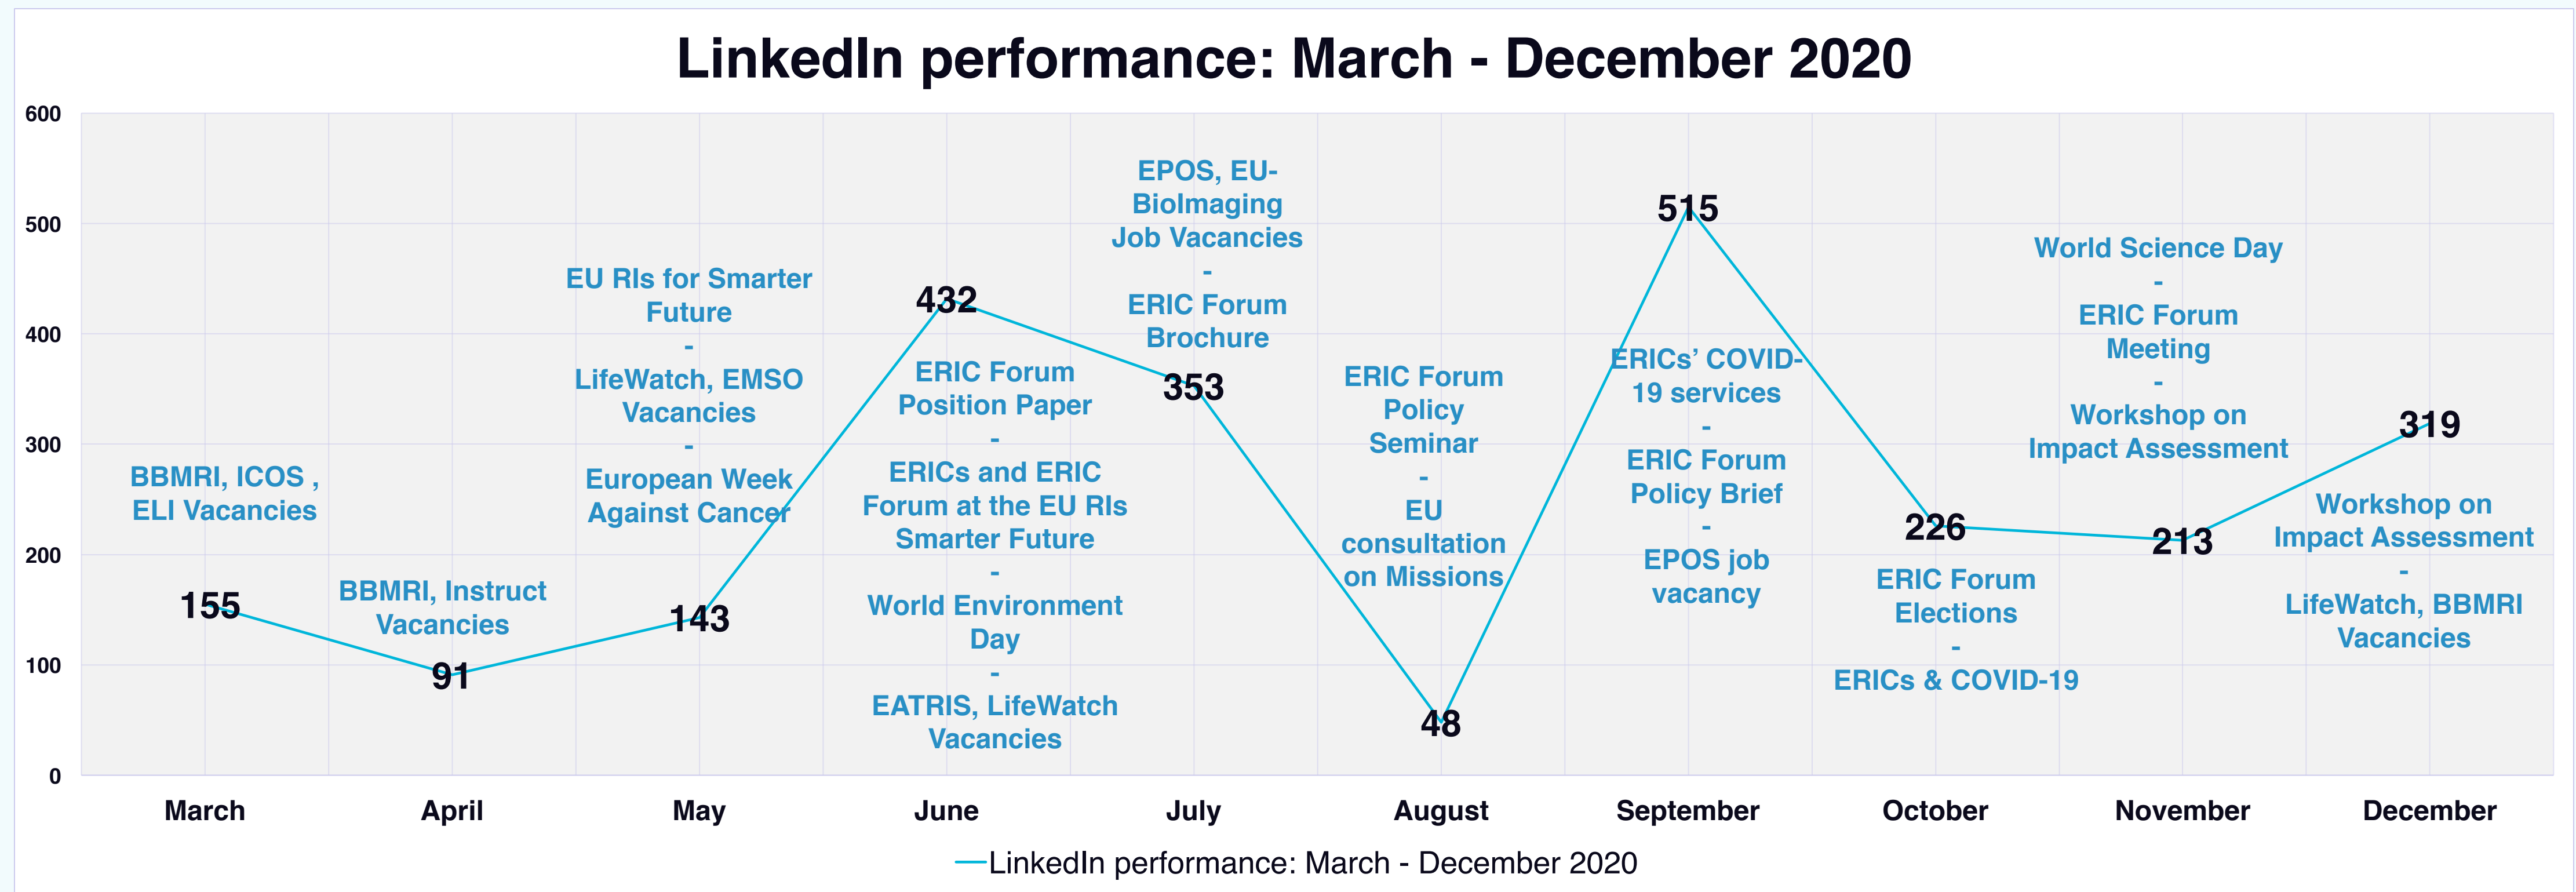 LinkedIn performance: March - December 2020
600
500
400
300
200
100
0
BBMRI, ICOS ,
ELI Vacancies
155
BBMRI, Instruct
Vacancies
91
EU RIs for Smarter
Future
-
LifeWatch, EMSO
Vacancies
-
European Week
Against Cancer
143
432
ERIC Forum
Position Paper
-
ERICs and ERIC
Forum at the EU RIs
Smarter Future
-
World Environment
Day
-
EATRIS, LifeWatch
Vacancies
EPOS, EU-
BioImaging
Job Vacancies
-
ERIC Forum
Brochure
353
ERIC Forum
Policy
Seminar
-
EU
consultation
on Missions
48
515
ERICs’ COVID-
19 services
-
ERIC Forum
Policy Brief
-
EPOS job
vacancy
226
ERIC Forum
Elections
-
ERICs & COVID-19
World Science Day
-
ERIC Forum
Meeting
-
Workshop on
Impact Assessment
213
319
Workshop on
Impact Assessment
-
LifeWatch, BBMRI
Vacancies
March April May June July August September October November December
LinkedIn performance: March - December 2020